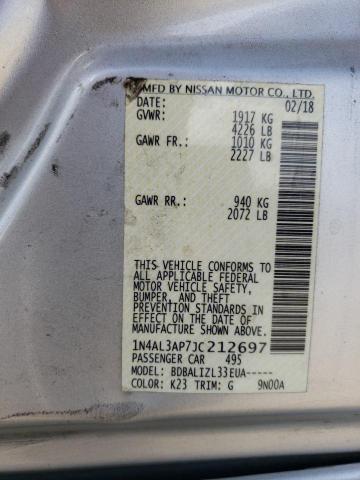 MFD BY NISSAN MOTOR CO., LTD.
DATE: 02/18
GVWR: 1917 KG
4226 LB
GAWR FR.: 1010 KG
2227 LB
GAWR RR.: 940 KG
2072 LB
THIS VEHICLE CONFORMS TO
ALL APPLICABLE FEDERAL
MOTOR VEHICLE SAFETY,
BUMPER, AND THEFT
PREVENTION STANDARDS IN
EFFECT ON THE DATE OF
MANUFACTURE SHOWN ABOVE.
1N4AL3AP7JC212697
PASSENGER CAR 495
MODEL: BDBALIZL33EUA-----
COLOR: K23 TRIM: G 9N00A